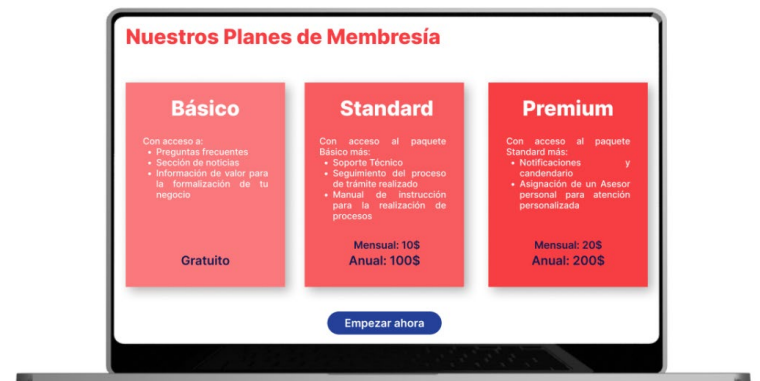 Nuestros Planes de Membresía
Básico
Con acceso a:
• Preguntas frecuentes
• Sección de noticias
• Información de valor para
la formalización de tu
negocio
Gratuito
Standard
Con acceso al paquete
Básico más:
• Soporte Técnico
• Seguimiento del proceso
de trámite realizado
• Manual de instrucción
para la realización de
procesos
Mensual: 10$
Anual: 100$
Premium
Con acceso al paquete
Standard más:
• Notificaciones y
candendario
• Asignación de un Asesor
personal para atención
personalizada
Mensual: 20$
Anual: 200$
Empezar ahora